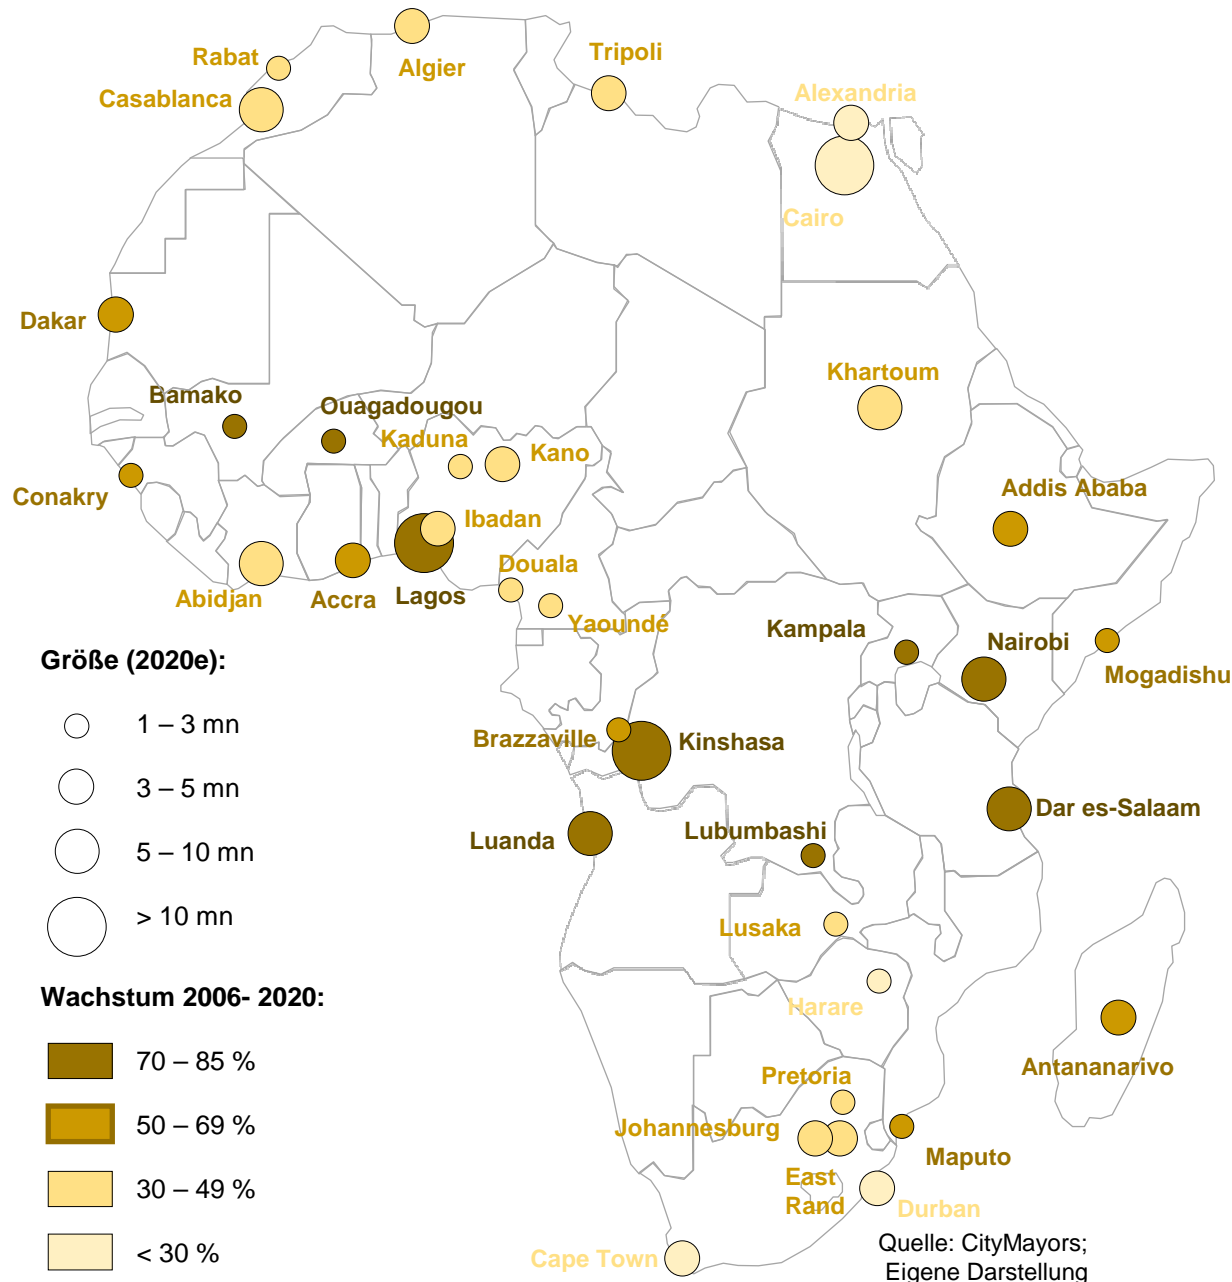 Rabat
Algier
Tripoli
Casablanca
Alexandria
Cairo
Dakar
Bamako
Ouagadougou
Khartoum
Kaduna
Kano
Conakry
Addis Ababa
Ibadan
Douala
Abidjan
Accra
Lagos
Yaoundé
Kampala
Nairobi
Mogadishu
Brazzaville
Kinshasa
Dar es-Salaam
Luanda
Lubumbashi
Lusaka
Harare
Antananarivo
Pretoria
Johannesburg
Maputo
East
Rand
Durban
Cape Town
Größe (2020e):
1 – 3 mn
3 – 5 mn
5 – 10 mn
> 10 mn
Wachstum 2006- 2020:
70 – 85 %
50 – 69 %
30 – 49 %
< 30 %
Quelle: CityMayors;
Eigene Darstellung